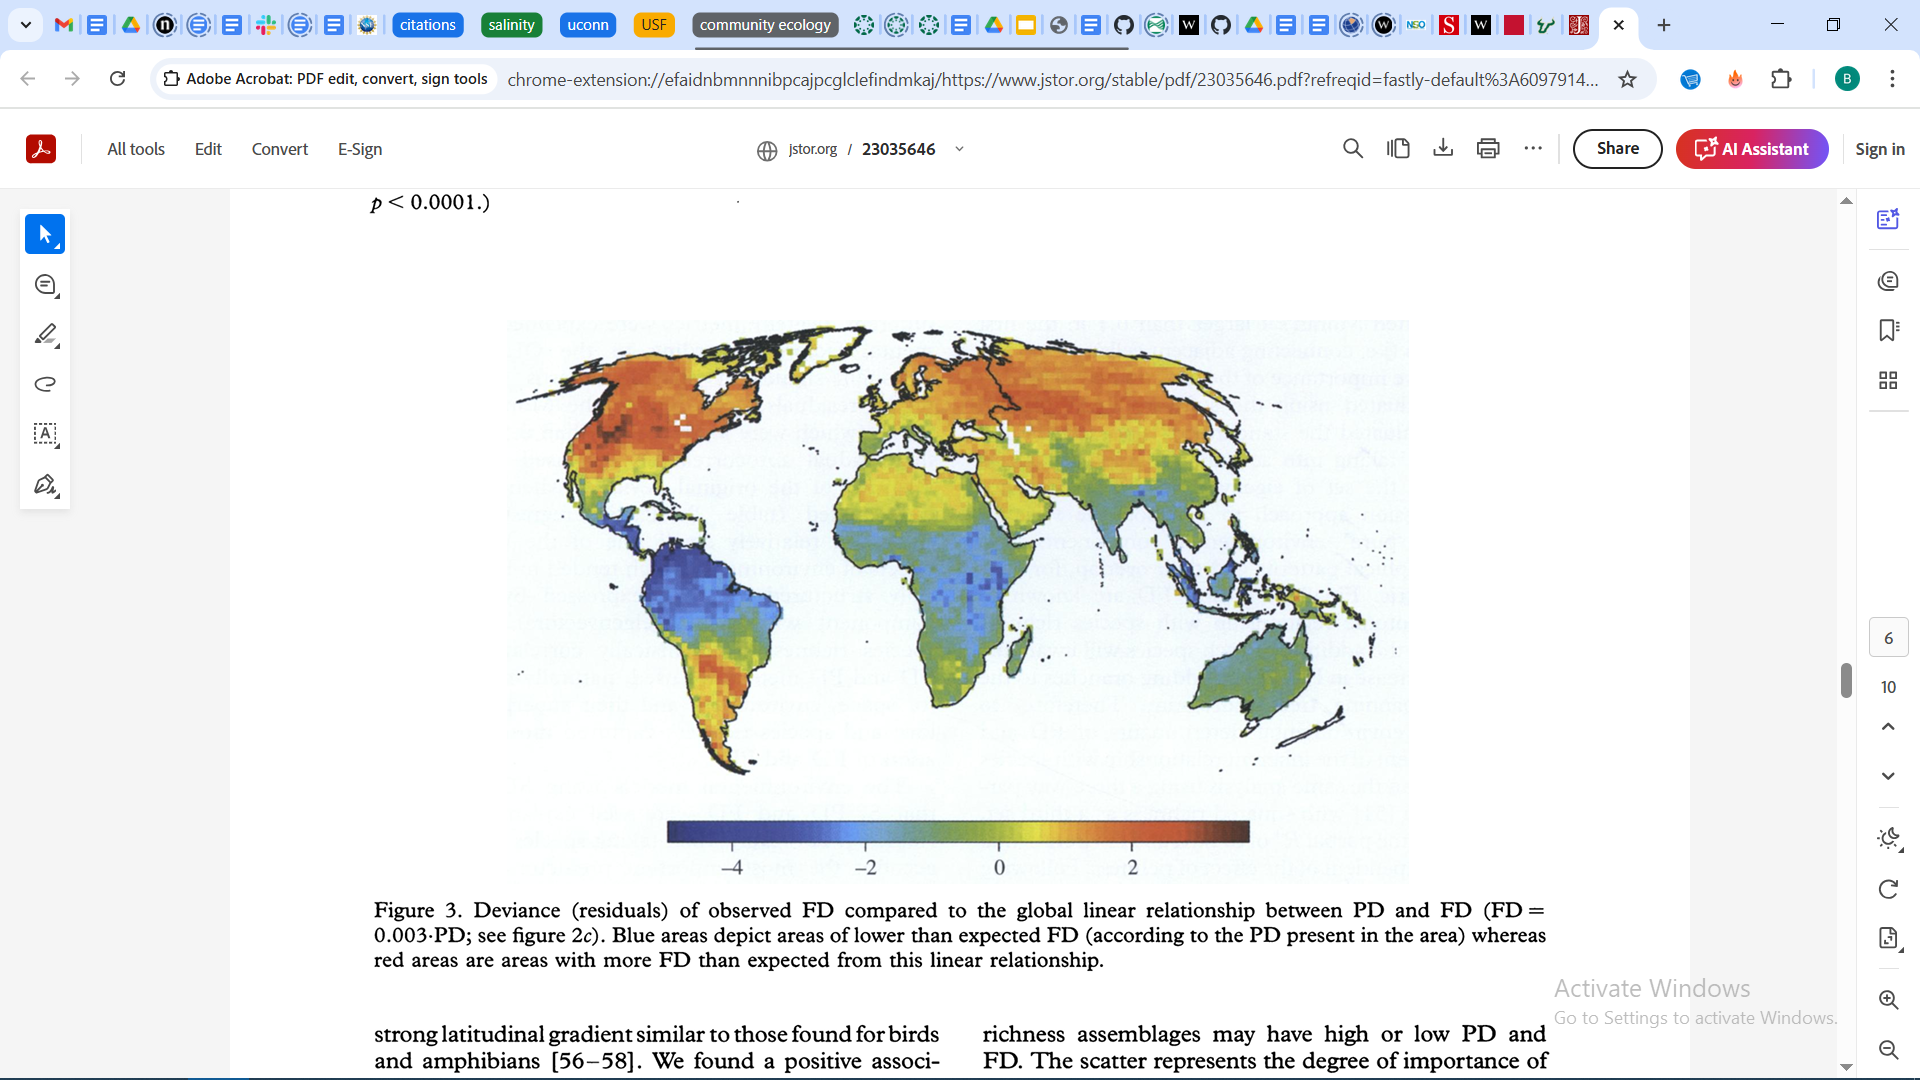 citations
salinity
uconn
USF
community ecology
Adobe Acrobat: PDF edit, convert, sign tools
chrome-extension://efaidnbmnnnibpcajpcglclefindmkaj/https://www.jstor.org/stable/pdf/23035646.pdf?refreqid=fastly-default%3A6097914...
B
All tools
Edit
Convert
E-Sign
jstor.org / 23035646
Share
AI Assistant
Sign in
p < 0.0001.)
6
10
−4
−2
0
2
Figure 3. Deviance (residuals) of observed FD compared to the global linear relationship between PD and FD (FD =
0.003·PD; see figure 2c). Blue areas depict areas of lower than expected FD (according to the PD present in the area) whereas
red areas are areas with more FD than expected from this linear relationship.
Activate Windows
Go to Settings to activate Windows.
strong latitudinal gradient similar to those found for birds
and amphibians [56–58]. We found a positive associ-
richness assemblages may have high or low PD and
FD. The scatter represents the degree of importance of